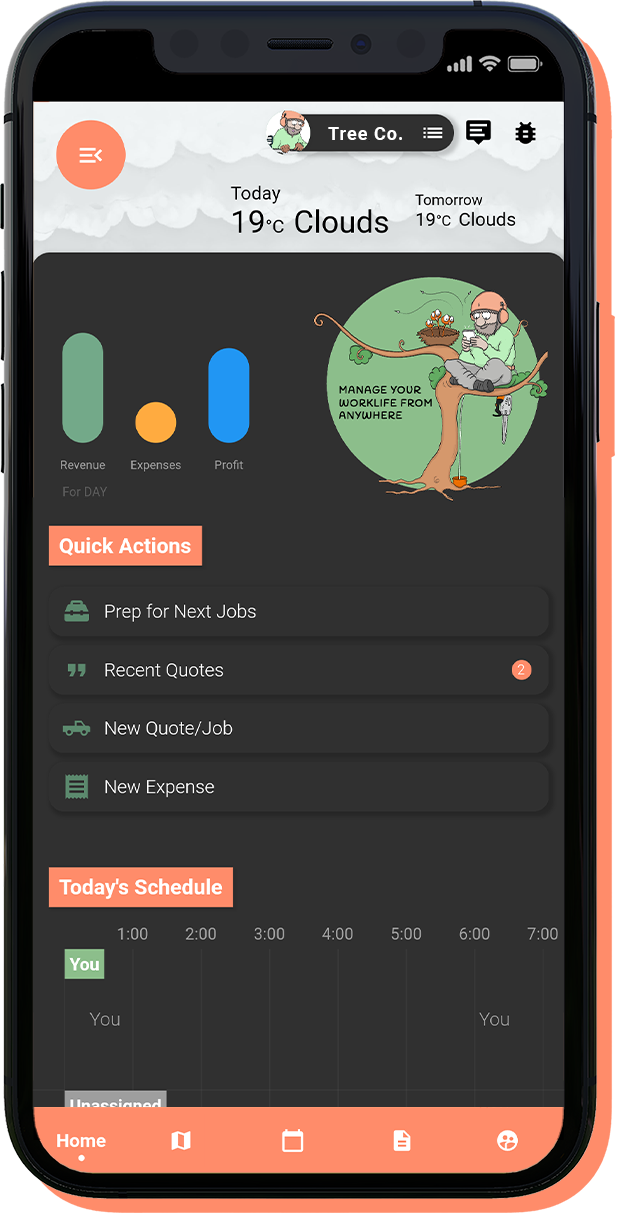 Tree Co.
Today
19°C Clouds
Tomorrow
19°C Clouds
MANAGE YOUR
WORKLIFE FROM
ANYWHERE
Revenue
Expenses
Profit
For DAY
Quick Actions
Prep for Next Jobs
Recent Quotes
2
New Quote/Job
New Expense
Today's Schedule
1:00 2:00 3:00 4:00 5:00 6:00 7:00
You
You You
Unassigned
Home